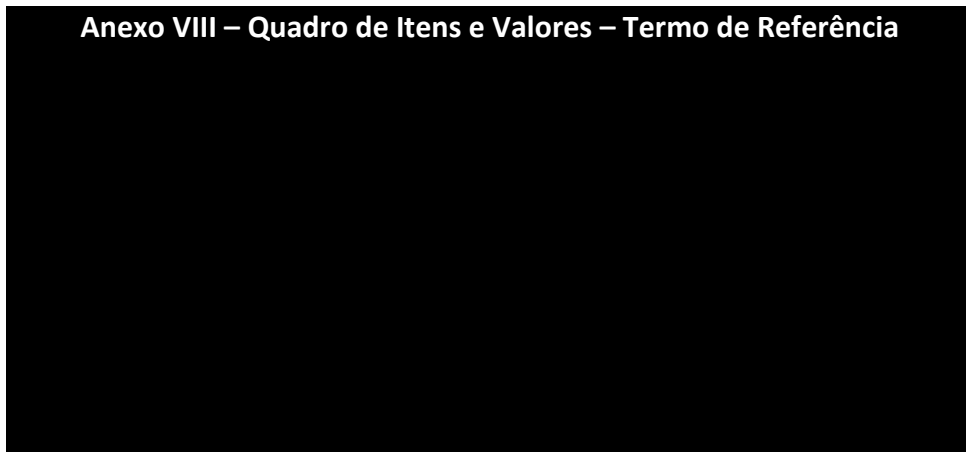 Anexo VIII – Quadro de Itens e Valores – Termo de Referência